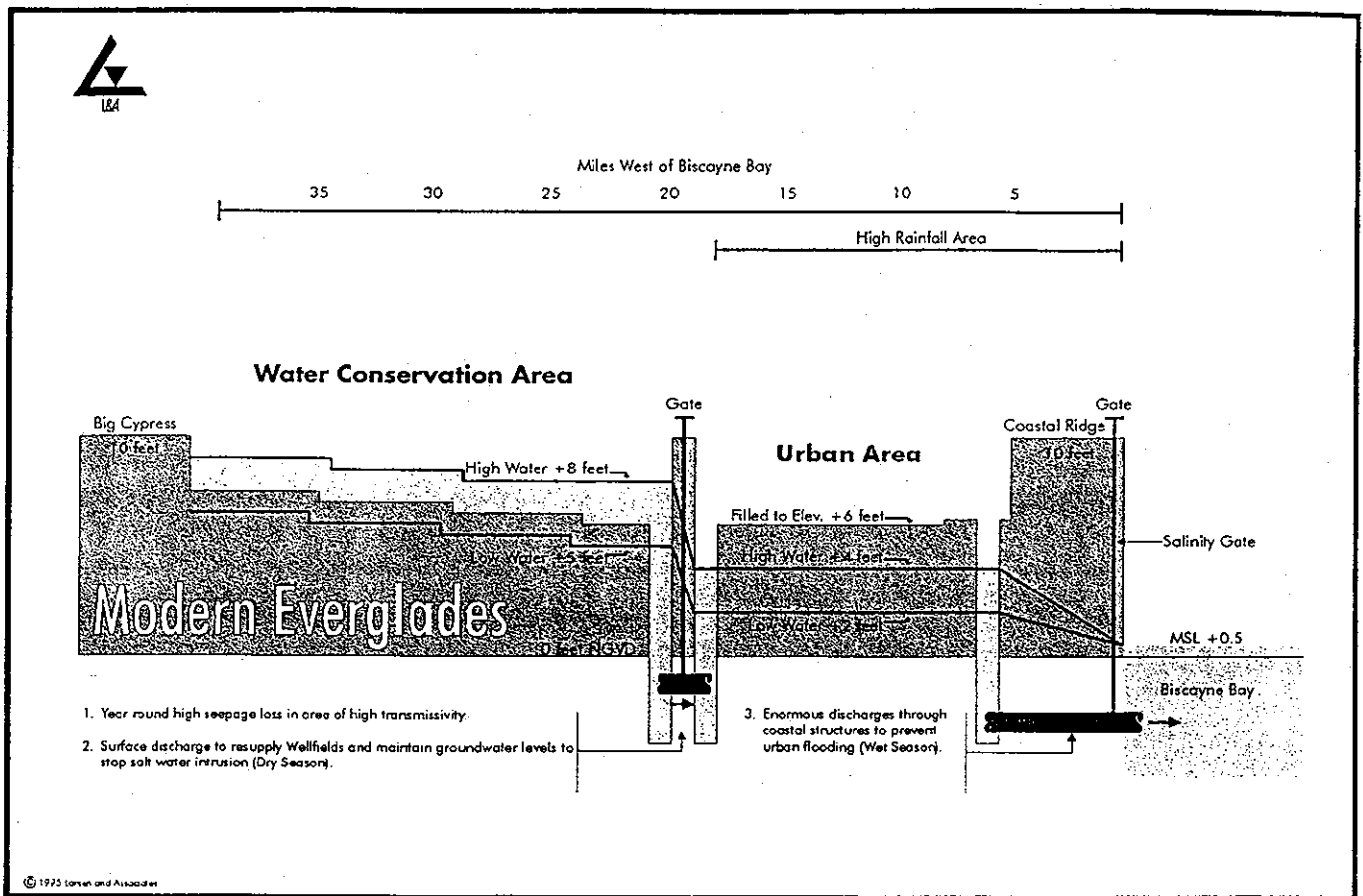 L&A
Miles West of Biscayne Bay
35 30 25 20 15 10 5
High Rainfall Area
Water Conservation Area
Gate
Gate
Big Cypress
10 feet
Coastal Ridge
10 feet
Urban Area
High Water +8 feet
Filled to Elev. +6 feet
Low Water +5 feet
High Water +4 feet
Salinity Gate
Modern Everglades
Low Water +2 feet
0 feet NGVD
MSL +0.5
Biscayne Bay
1. Year round high seepage loss in area of high transmissivity.
2. Surface discharge to resupply Wellfields and maintain groundwater levels to
stop salt water intrusion (Dry Season).
3. Enormous discharges through
coastal structures to prevent
urban flooding (Wet Season).
© 1995 Larsen and Associates